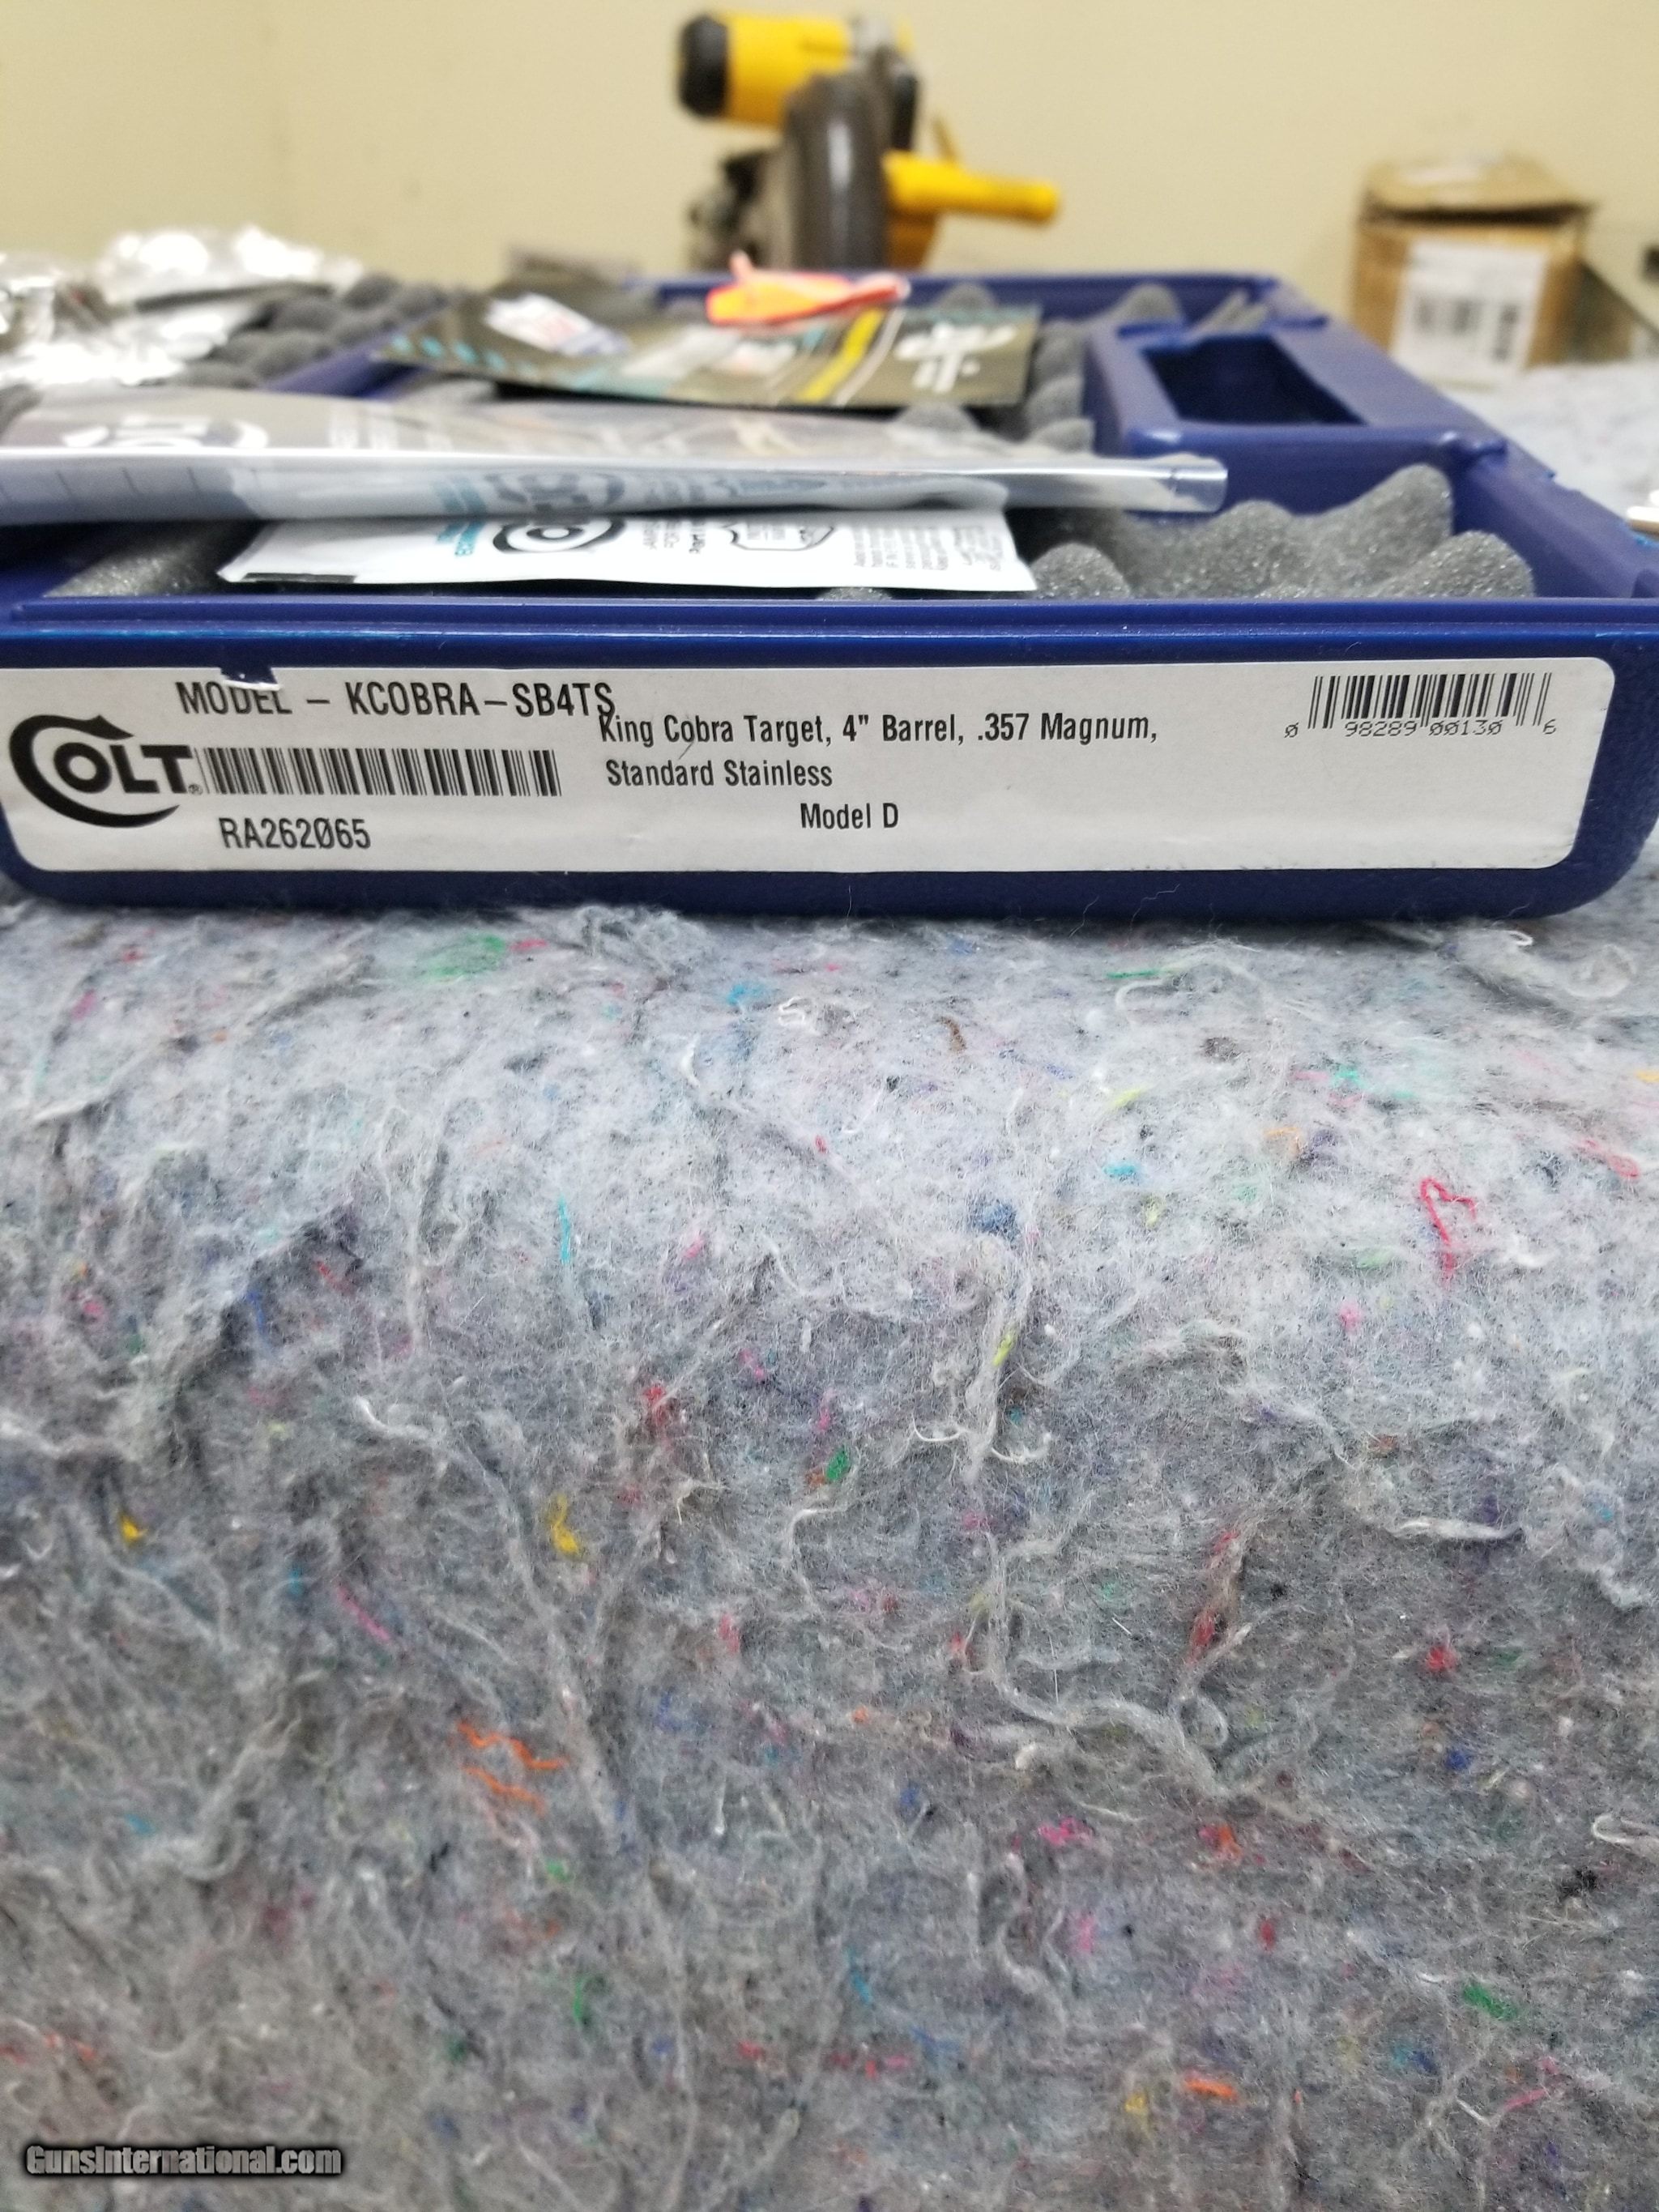 MODEL – KCOBRA–SB4TS
King Cobra Target, 4" Barrel, .357 Magnum,
Standard Stainless
Model D
COLT®
RA262065
0 98289 00130 6
GunsInternational.com